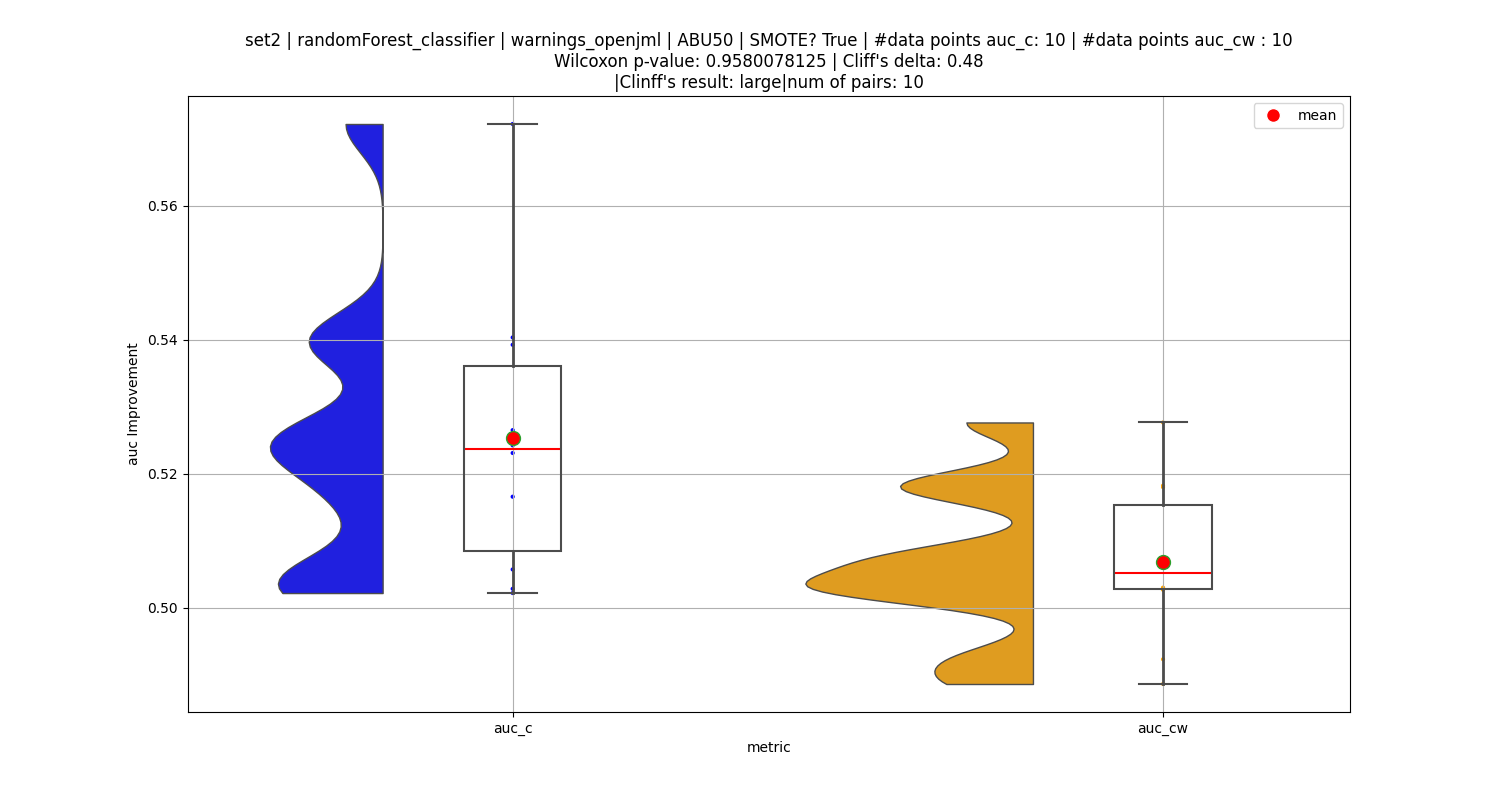 set2 | randomForest_classifier | warnings_openjml | ABU50 | SMOTE? True | #data points auc_c: 10 | #data points auc_cw : 10
Wilcoxon p-value: 0.9580078125 | Cliff's delta: 0.48
|Clinff's result: large|num of pairs: 10
mean
0.56
0.54
0.52
0.50
auc Improvement
auc_c
auc_cw
metric